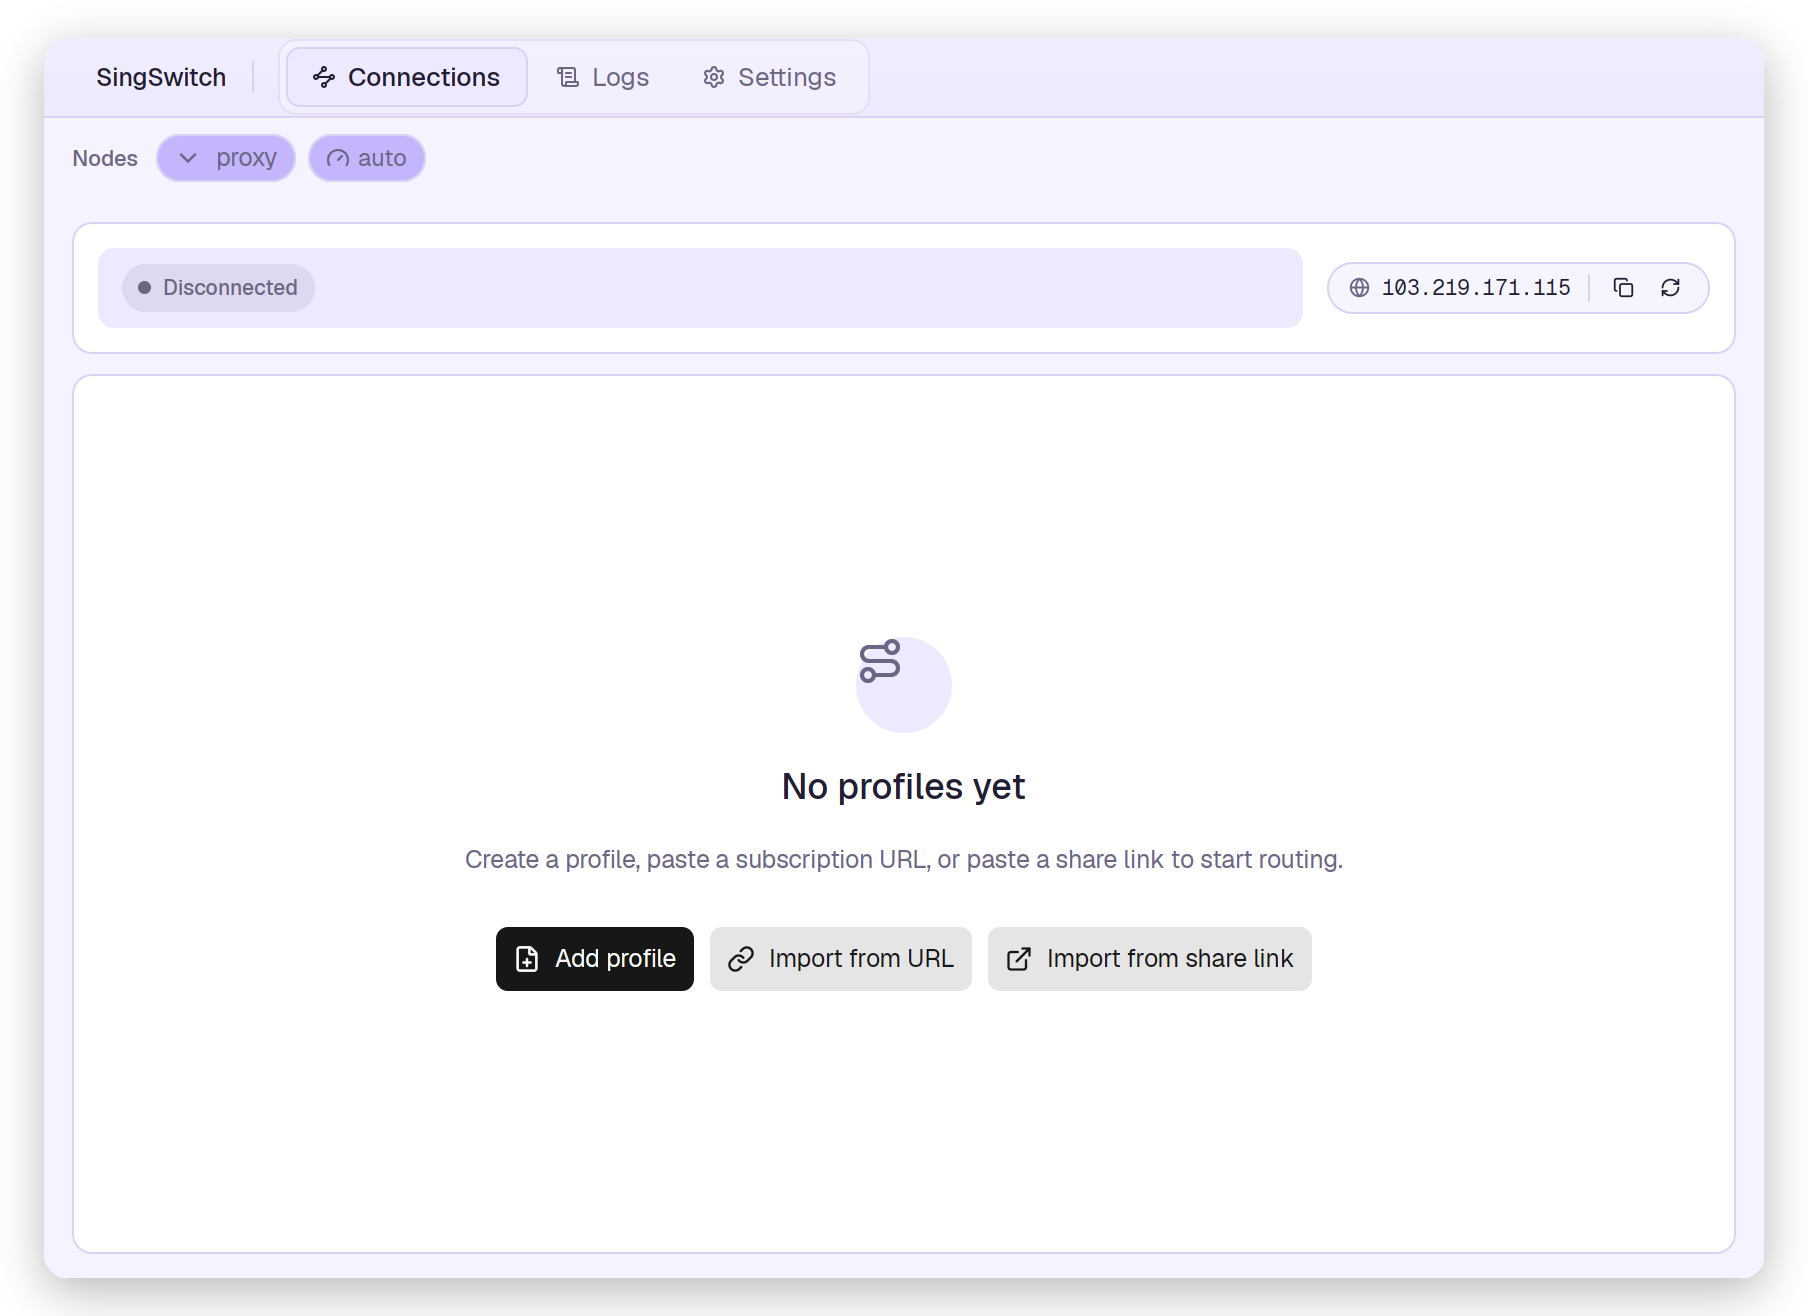 SingSwitch
Connections
Logs
Settings
Nodes
proxy
auto
Disconnected
103.219.171.115
No profiles yet
Create a profile, paste a subscription URL, or paste a share link to start routing.
Add profile
Import from URL
Import from share link